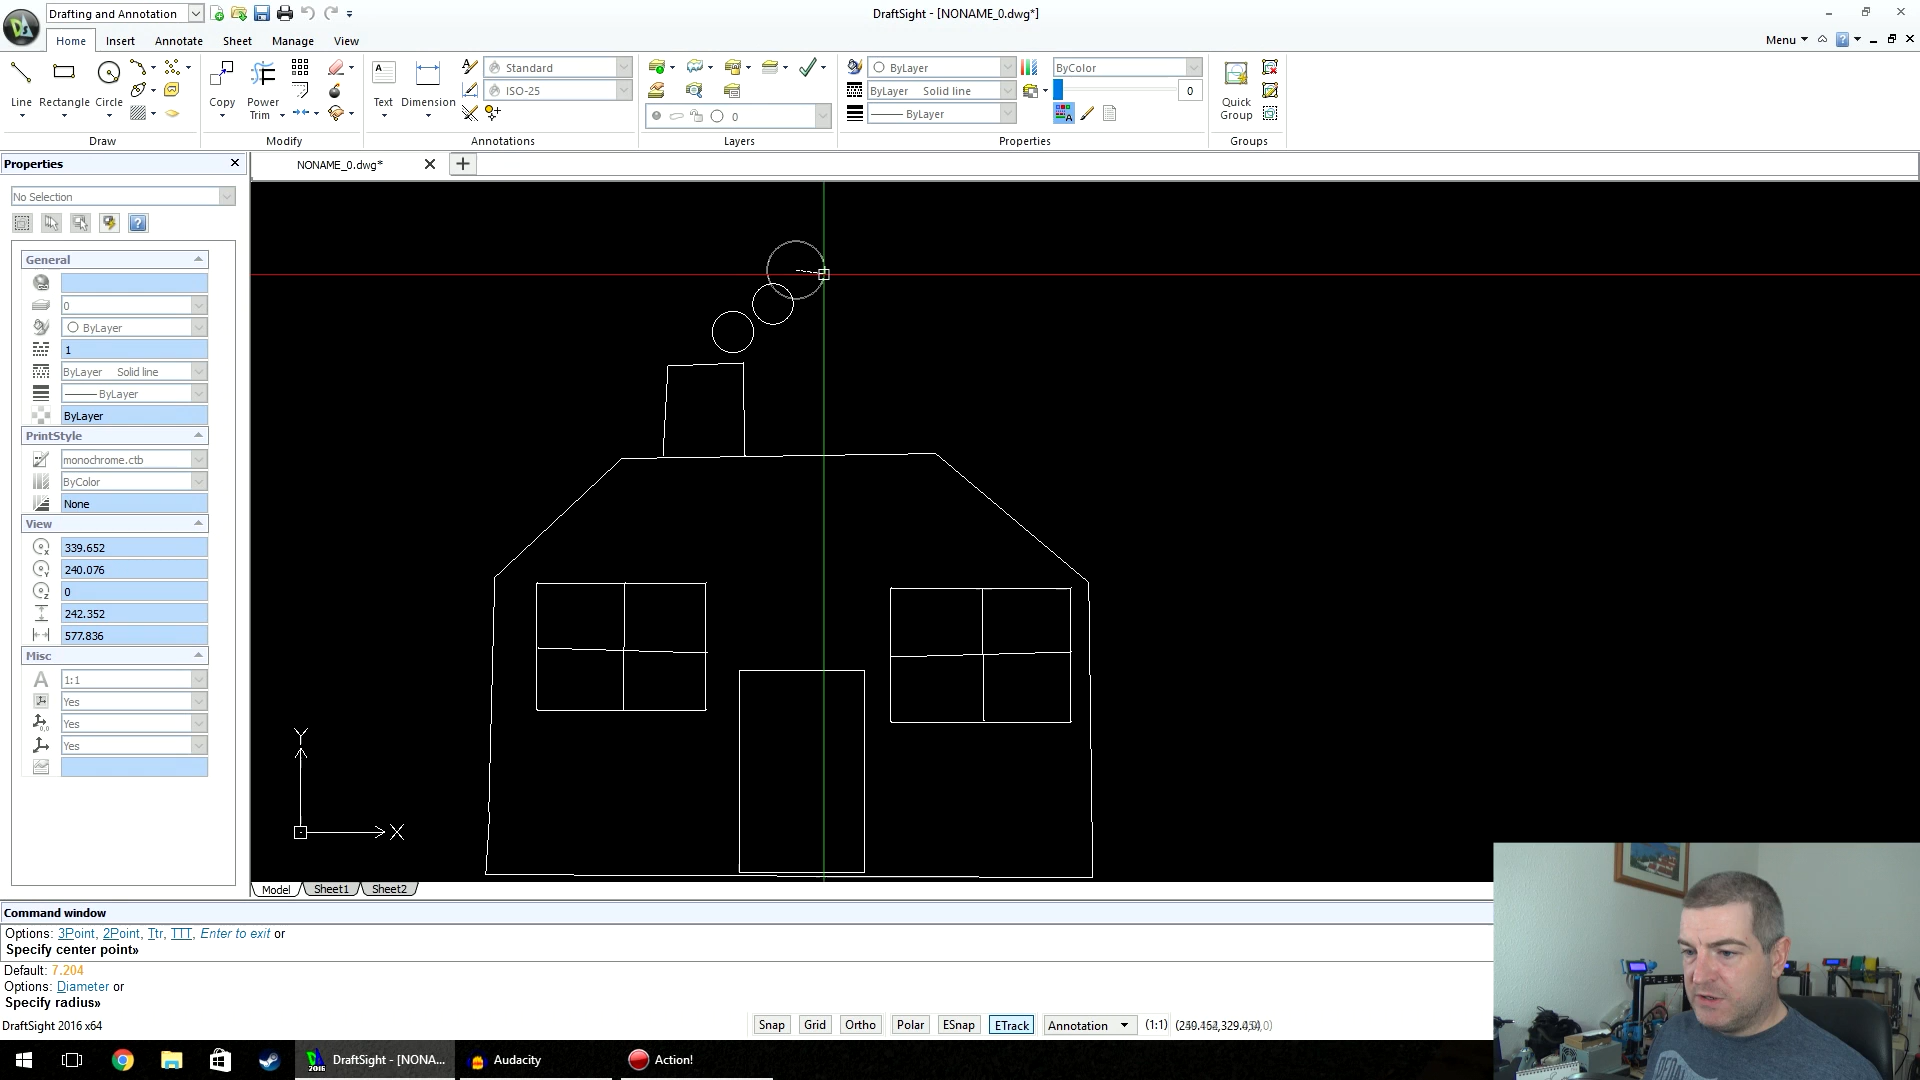 Drafting and Annotation
DraftSight - [NONAME_0.dwg*]
Home Insert Annotate Sheet Manage View
Menu
Line Rectangle Circle
Copy Power Trim
Text Dimension
Standard
ISO-25
0
ByLayer
ByLayer Solid line
ByLayer
ByColor
0
Quick Group
Draw Modify Annotations Layers Properties Groups
Properties
NONAME_0.dwg*
No Selection
General
0
ByLayer
1
ByLayer Solid line
ByLayer
ByLayer
PrintStyle
monochrome.ctb
ByColor
None
View
339.652
240.076
0
242.352
577.836
Misc
1:1
Yes
Yes
Yes
Y
X
Model Sheet1 Sheet2
Command window
Options: 3Point, 2Point, Ttr, TTT, Enter to exit or
Specify center point»
Default: 7.204
Options: Diameter or
Specify radius»
DraftSight 2016 x64
Snap Grid Ortho Polar ESnap ETrack Annotation (1:1)
DraftSight - [NONA...
Audacity
Action!